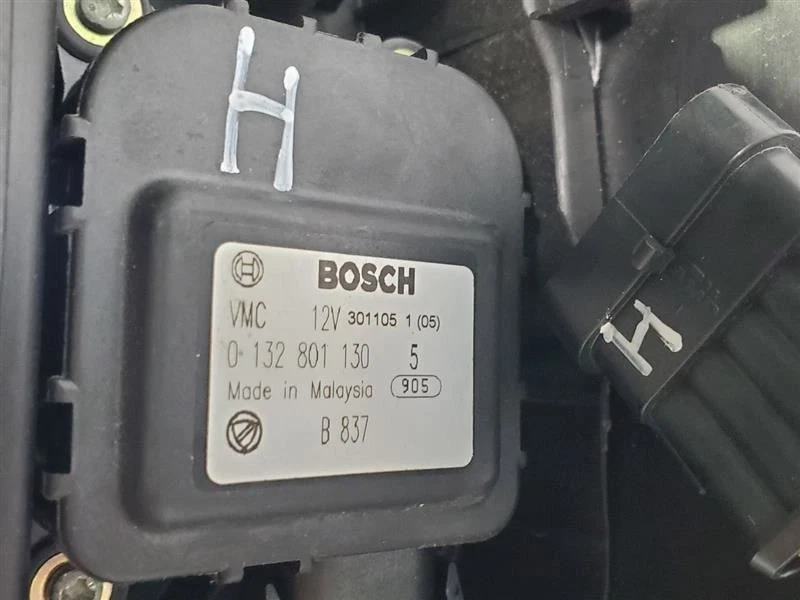 H
BOSCH
VMC 12V 301105 1 (05)
0 132 801 130 5
Made in Malaysia 905
B 837
H